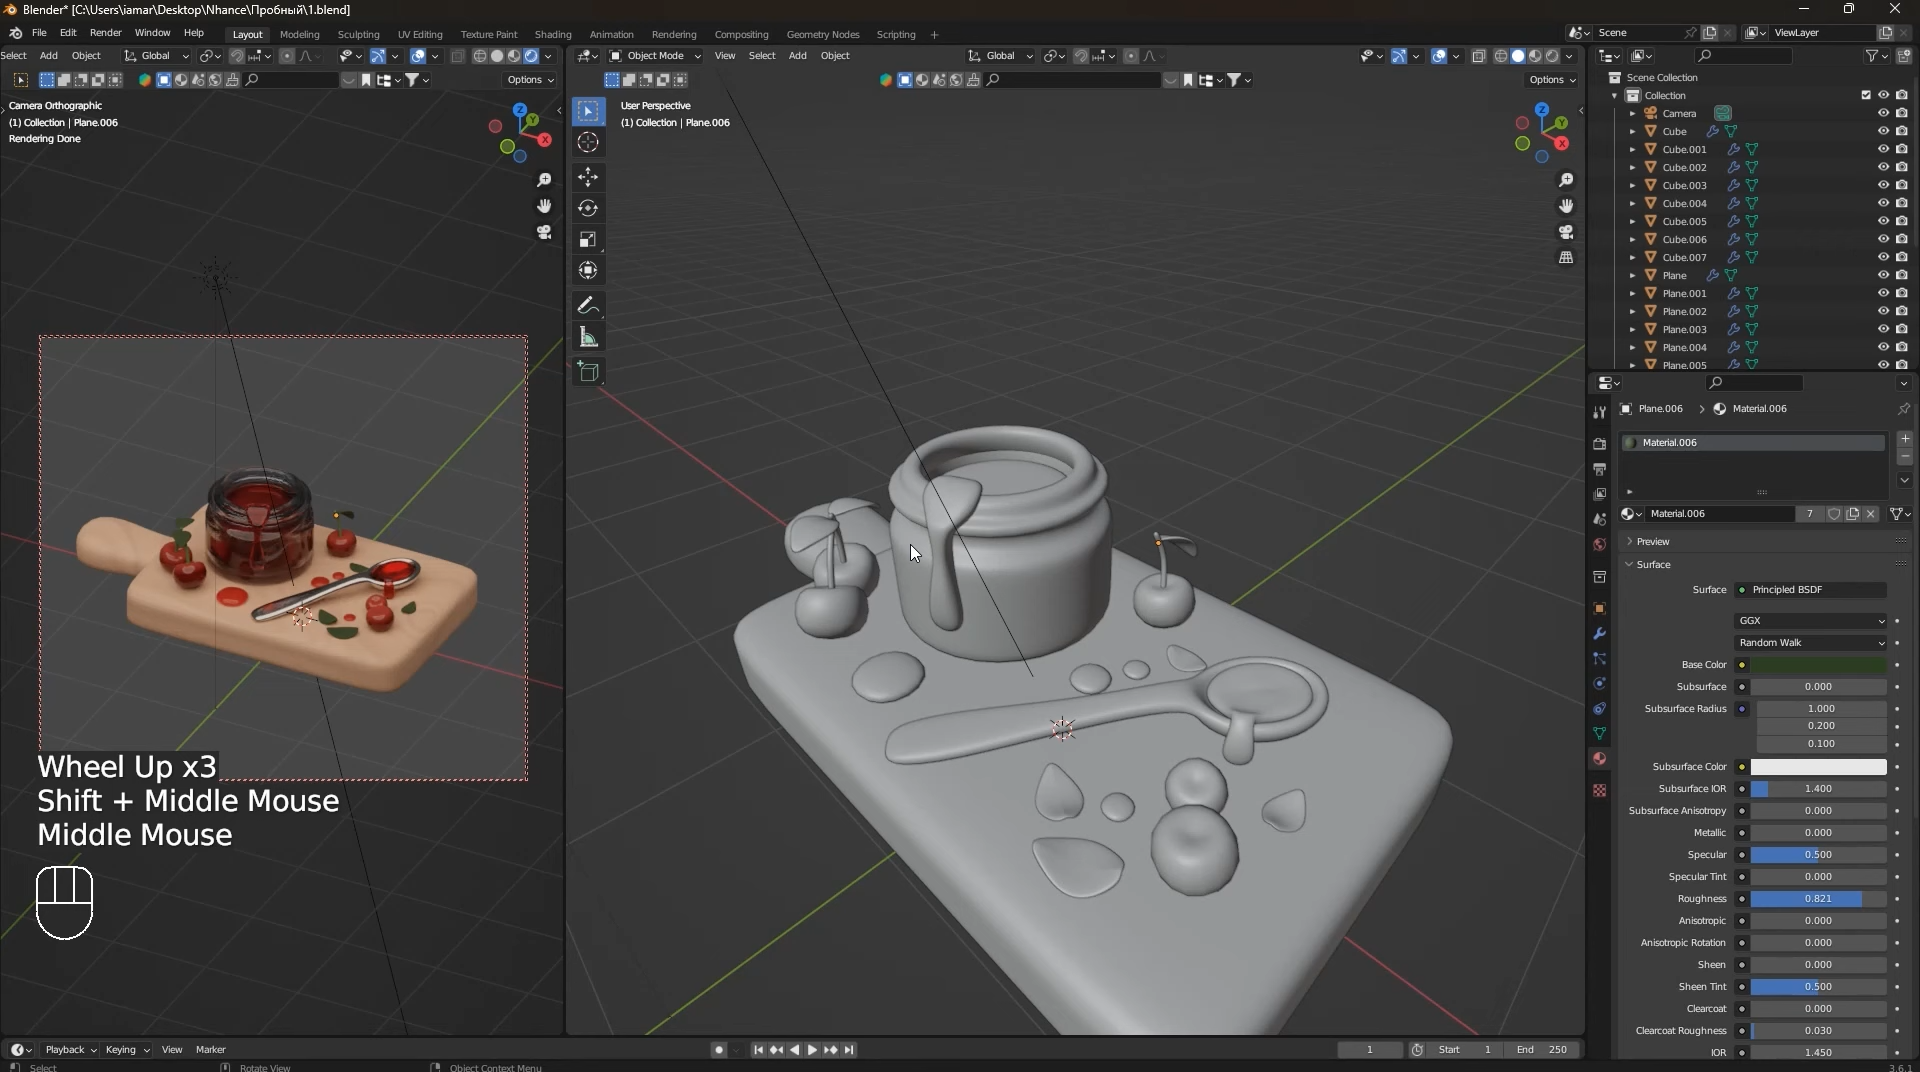 Blender* [C:\Users\iamar\Desktop\Nhance\Пробный\1.blend]
File Edit Render Window Help
Layout Modeling Sculpting UV Editing Texture Paint Shading Animation Rendering Compositing Geometry Nodes Scripting +
Scene
ViewLayer
Select Add Object Global
Object Mode View Select Add Object Global
Options
Options
Camera Orthographic
(1) Collection | Plane.006
Rendering Done
User Perspective
(1) Collection | Plane.006
Z
Y
X
Z
Y
X
Scene Collection
Collection
Camera
Cube
Cube.001
Cube.002
Cube.003
Cube.004
Cube.005
Cube.006
Cube.007
Plane
Plane.001
Plane.002
Plane.003
Plane.004
Plane.005
Plane.006 > Material.006
Material.006
Material.006 7
Preview
Surface
Surface Principled BSDF
GGX
Random Walk
Base Color
Subsurface 0.000
Subsurface Radius 1.000
0.200
0.100
Subsurface Color
Subsurface IOR 1.400
Subsurface Anisotropy 0.000
Metallic 0.000
Specular 0.500
Specular Tint 0.000
Roughness 0.821
Anisotropic 0.000
Anisotropic Rotation 0.000
Sheen 0.000
Sheen Tint 0.500
Clearcoat 0.000
Clearcoat Roughness 0.030
IOR 1.450
Wheel Up x3
Shift + Middle Mouse
Middle Mouse
Playback Keying View Marker
1 Start 1 End 250
Select Rotate View Object Context Menu
3.6.1